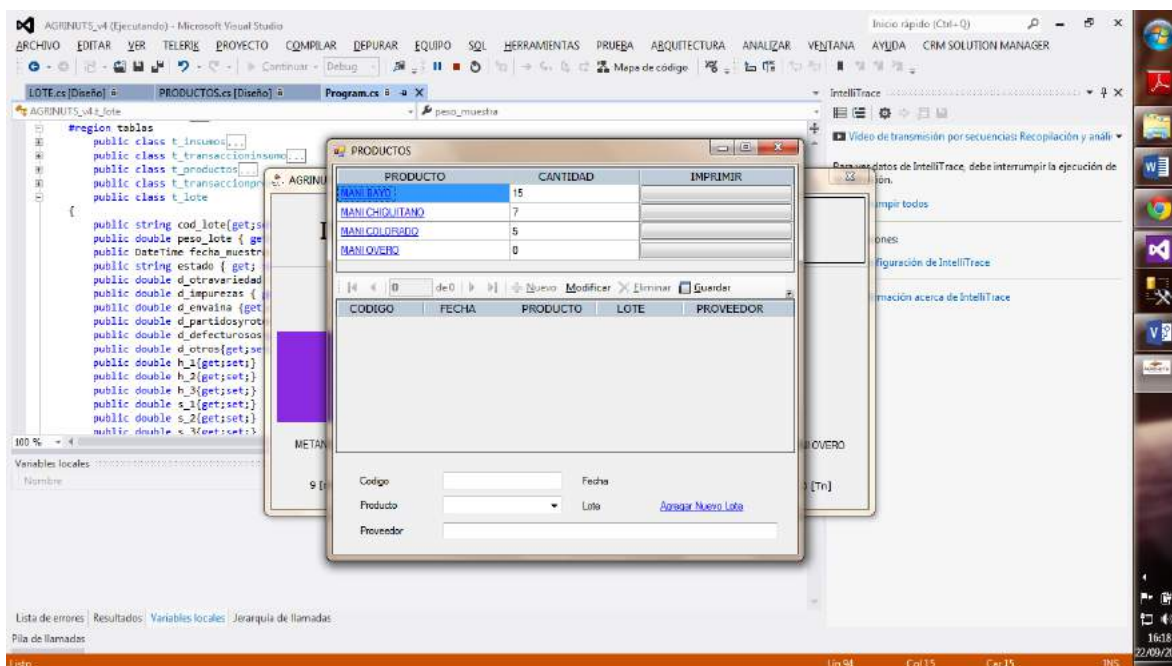 AGRINUTS_v4 (Ejecutando) - Microsoft Visual Studio
Inicio rápido (Ctrl+Q)
ARCHIVO EDITAR VER TELERIK PROYECTO COMPILAR DEPURAR EQUIPO SQL HERRAMIENTAS PRUEBA ARQUITECTURA ANALIZAR VENTANA AYUDA CRM SOLUTION MANAGER
Continuar Debug Mapa de código
LOTE.cs [Diseño] PRODUCTOS.cs [Diseño] Program.cs
IntelliTrace
AGRINUTS_v4.t_lote peso_muestra
#region tablas
public class t_insumos...
public class t_transaccioninsumo...
public class t_productos...
public class t_transaccionpr
public class t_lote
{
public string cod_lote{get;s
public double peso_lote { ge
public DateTime fecha_muestr
public string estado { get;
public double d_otravariedad
public double d_impurezas {
public double d_envaina {get
public double d_partidosyrot
public double d_defecturosos
public double d_otros{get;se
public double h_1{get;set;}
public double h_2{get;set;}
public double h_3{get;set;}
public double s_1{get;set;}
public double s_2{get;set;}
public double s_3{get;set;}
100 %
Variables locales
Nombre
AGRINU
METAN
9 [
OVERO
[Tn]
PRODUCTOS
PRODUCTO CANTIDAD IMPRIMIR
MANI BAYO 15
MANI CHIQUITANO 7
MANI COLORADO 5
MANI OVERO 0
0 de 0 Nuevo Modificar Eliminar Guardar
CODIGO FECHA PRODUCTO LOTE PROVEEDOR
Codigo Fecha
Producto Lote Agregar Nuevo Lote
Proveedor
Vídeo de transmisión por secuencias: Recopilación y análi
Para ver datos de IntelliTrace, debe interrumpir la ejecución de
ión.
umpir todos
ones:
figuración de IntelliTrace
rmación acerca de IntelliTrace
Lista de errores Resultados Variables locales Jerarquía de llamadas
Pila de llamadas
Listo
Lín 94 Col 15 Car 15 INS
16:18
22/09/2